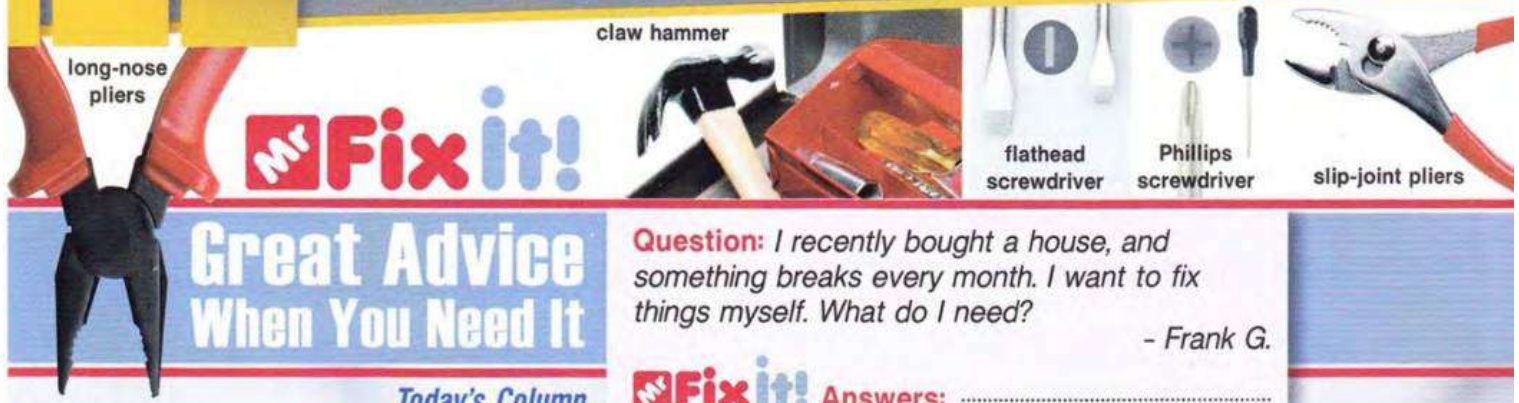 long-nose
pliers
claw hammer
flathead
screwdriver
Phillips
screwdriver
slip-joint pliers
Mr Fix it!
Great Advice
When You Need It
Today's Column
Question: I recently bought a house, and
something breaks every month. I want to fix
things myself. What do I need?
- Frank G.
Mr Fix it! Answers: